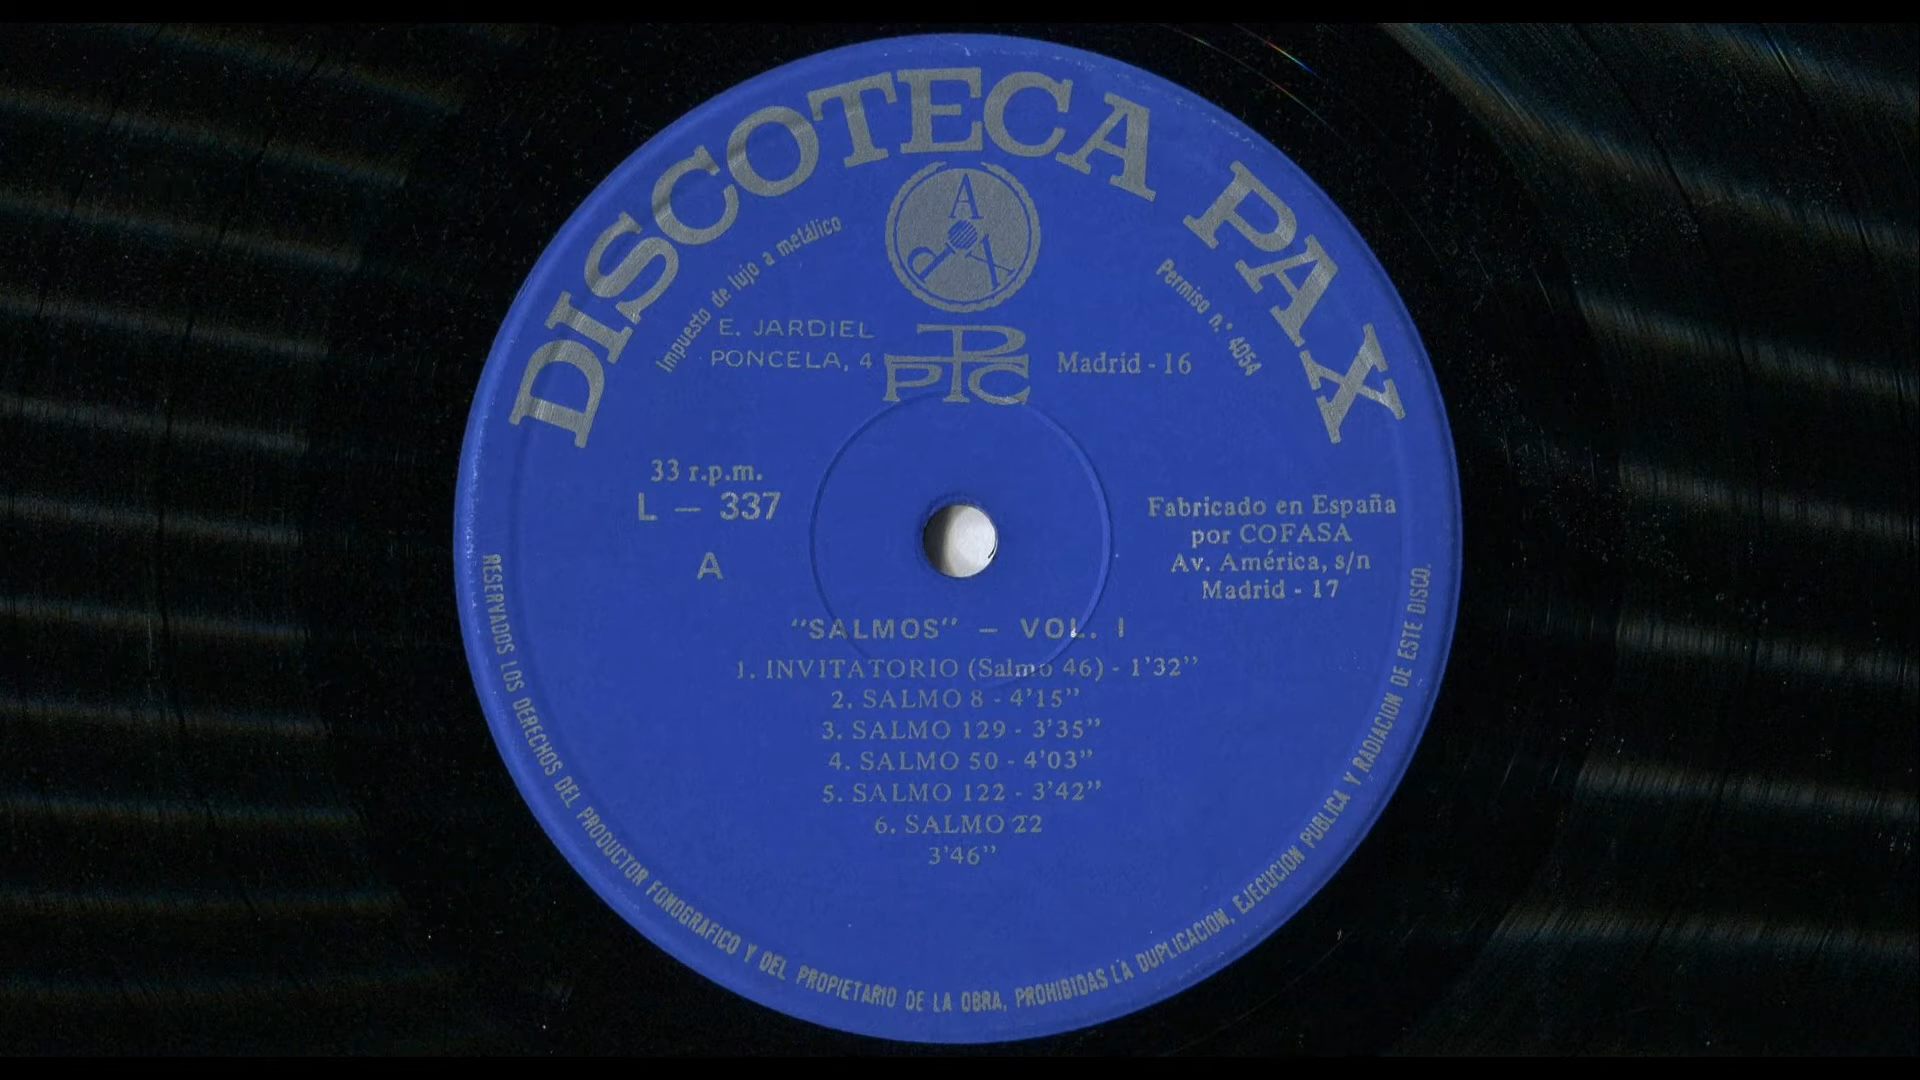 DISCOTECA PAX
Impuesto de lujo a metálico
Permiso n.° 4054
A
P X
E. JARDIEL
PONCELA, 4
PPC
Madrid - 16
33 r.p.m.
L — 337
A
Fabricado en España
por COFASA
Av. América, s/n
Madrid - 17
"SALMOS" — VOL. I
1. INVITATORIO (Salmo 46) - 1'32"
2. SALMO 8 - 4'15"
3. SALMO 129 - 3'35"
4. SALMO 50 - 4'03"
5. SALMO 122 - 3'42"
6. SALMO 22
3'46"
RESERVADOS LOS DERECHOS DEL PRODUCTOR FONOGRAFICO Y DEL PROPIETARIO DE LA OBRA, PROHIBIDAS LA DUPLICACION, EJECUCION PUBLICA Y RADIACION DE ESTE DISCO.